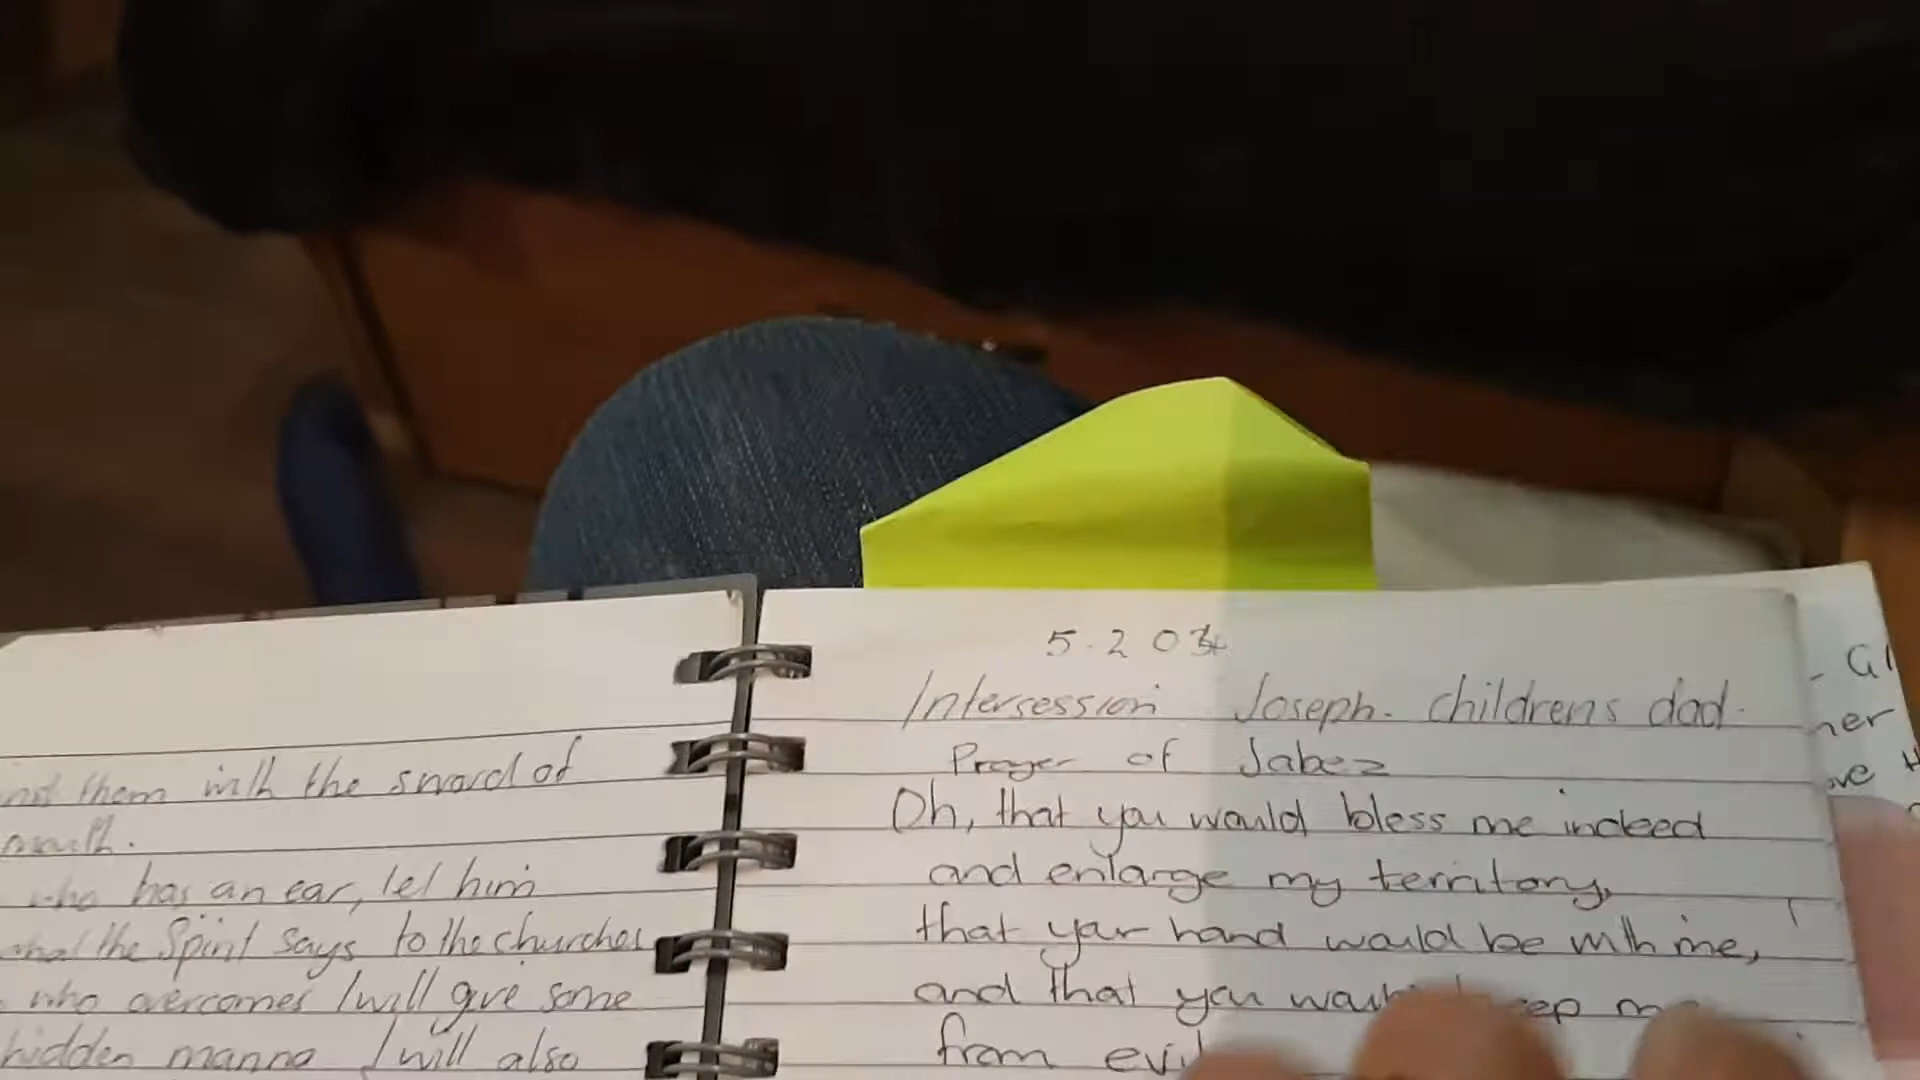 them with the sword of
mouth.
who has an ear, let him
what the Spirit says to the churches
who overcomes I will give some
hidden manna I will also
5.2 03
Intersession Joseph. childrens dad.
Prayer of Jabez
Oh, that you would bless me indeed
and enlarge my territory,
that your hand would be with me,
and that you
from evil